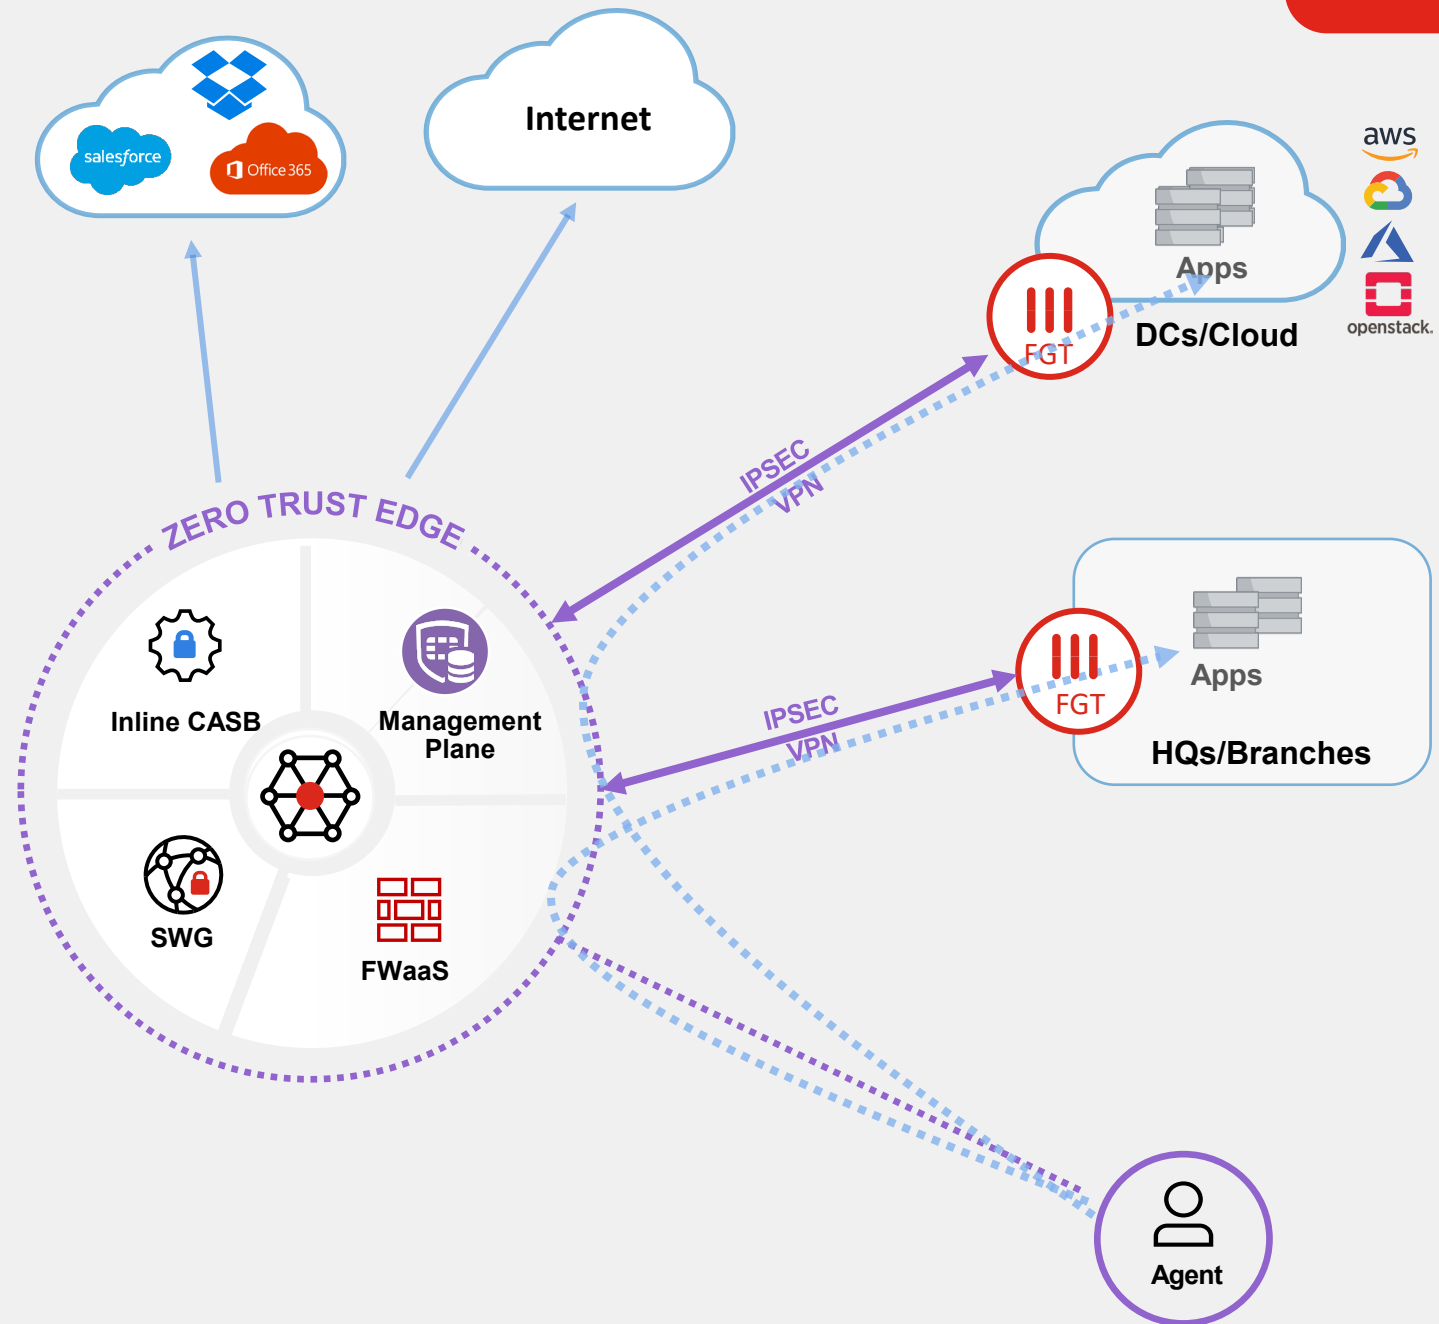 salesforce
Office 365
Internet
aws
Apps
openstack.
FGT
DCs/Cloud
IPSEC
VPN
ZERO TRUST EDGE
Inline CASB
Management
Plane
SWG
FWaaS
IPSEC
VPN
FGT
Apps
HQs/Branches
Agent